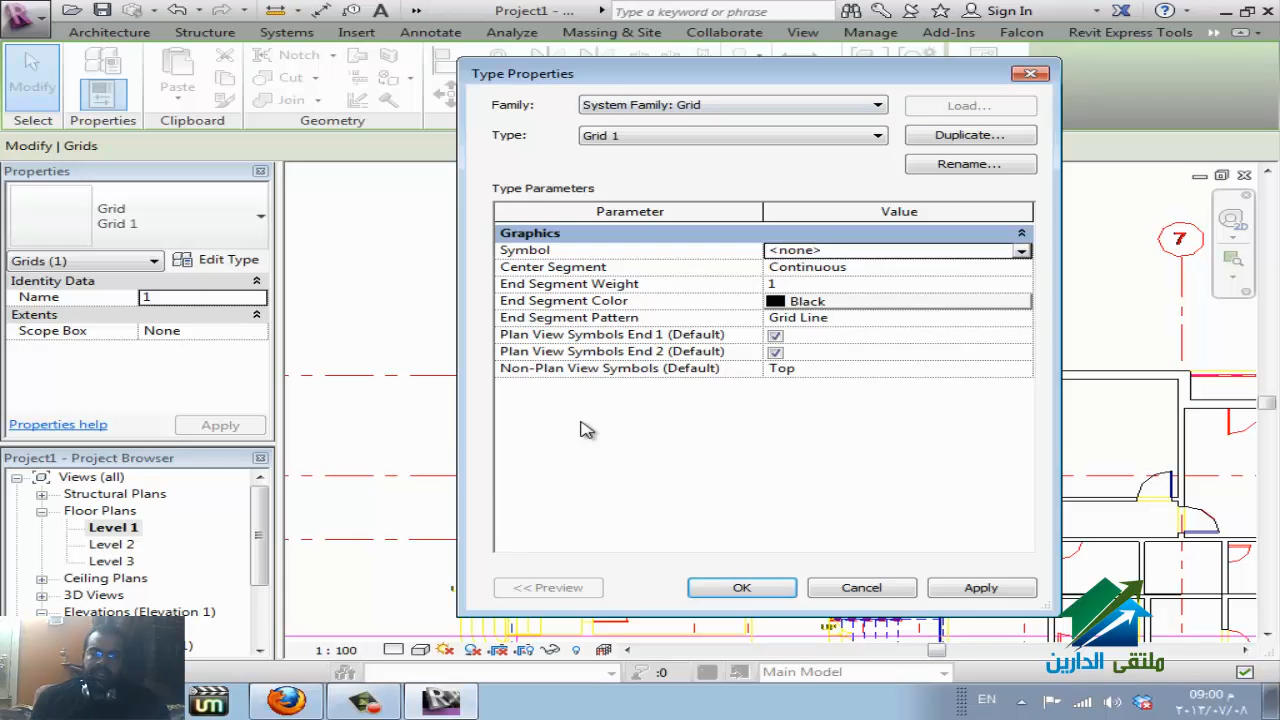 Project1 - ...
Type a keyword or phrase
Sign In
Architecture
Structure
Systems
Insert
Annotate
Analyze
Massing & Site
Collaborate
View
Manage
Add-Ins
Falcon
Revit Express Tools
Modify
Paste
Notch
Cut
Join
Select
Properties
Clipboard
Geometry
Modify | Grids
Properties
Grid
Grid 1
Grids (1)
Edit Type
Identity Data
Name 1
Extents
Scope Box None
Properties help
Apply
Project1 - Project Browser
Views (all)
Structural Plans
Floor Plans
Level 1
Level 2
Level 3
Ceiling Plans
3D Views
Elevations (Elevation 1)
Type Properties
Family: System Family: Grid
Load...
Type: Grid 1
Duplicate...
Rename...
Type Parameters
Parameter Value
Graphics
Symbol <none>
Center Segment Continuous
End Segment Weight 1
End Segment Color Black
End Segment Pattern Grid Line
Plan View Symbols End 1 (Default)
Plan View Symbols End 2 (Default)
Non-Plan View Symbols (Default) Top
<< Preview
OK
Cancel
Apply
7
2D
1 : 100
:0
Main Model
ملتقى الدارين
um
EN
09:00 م
٢٠١٣/٠٧/٠٨